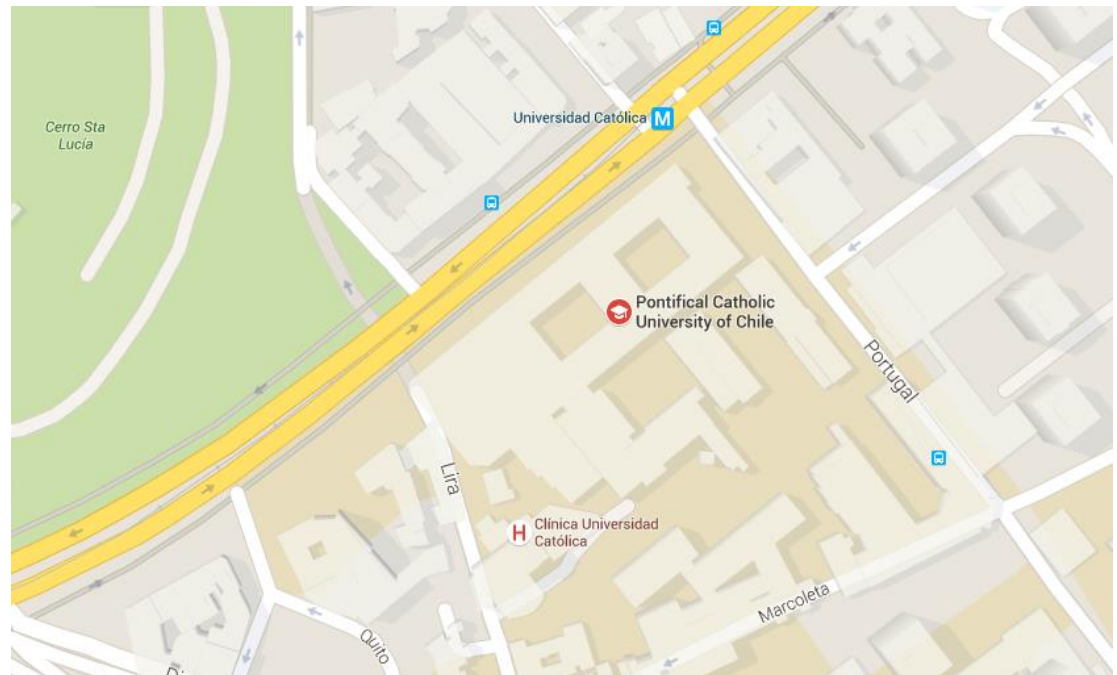 Universidad Católica
M
Cerro Sta
Lucía
Pontifical Catholic
University of Chile
Portugal
Lira
H
Clínica Universidad
Católica
Marcoleta
Quito